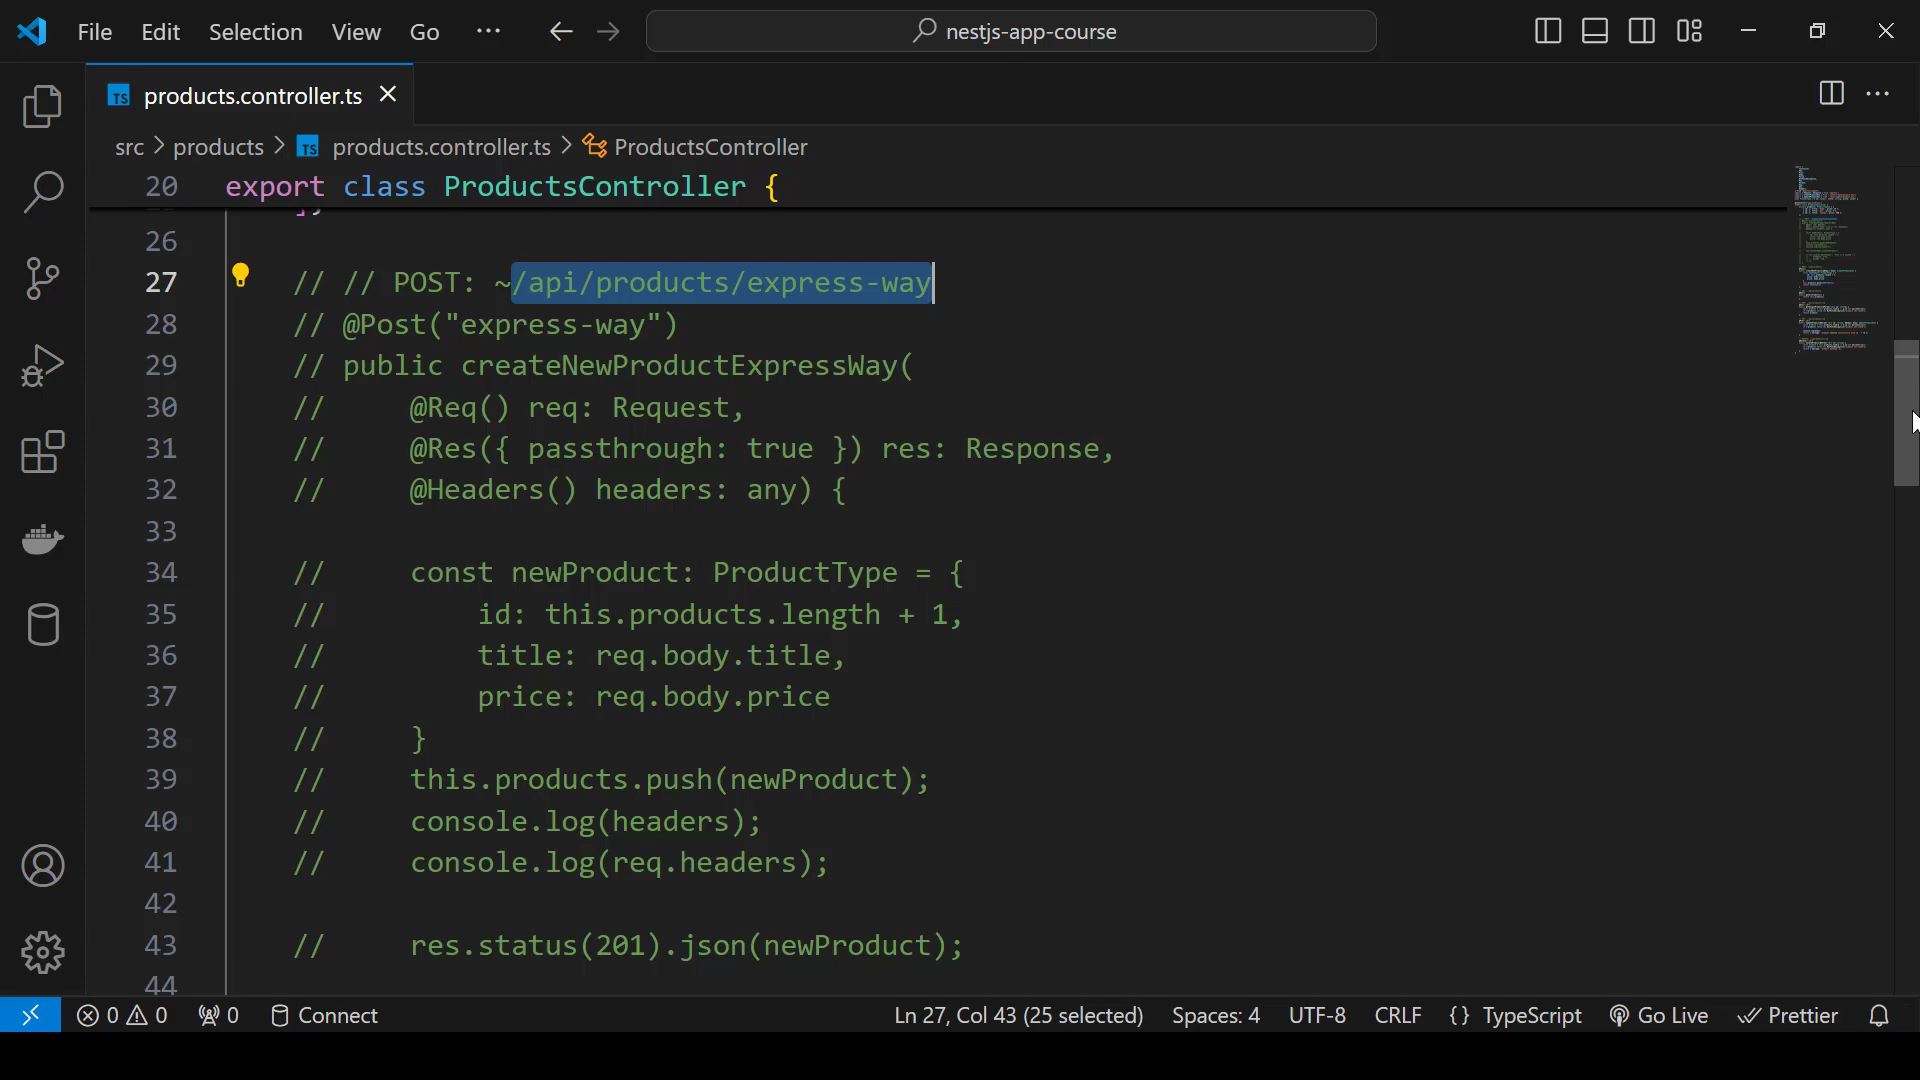 File Edit Selection View Go ··· nestjs-app-course
TS products.controller.ts
src > products > TS products.controller.ts > ProductsController
20 export class ProductsController {
26
27 // // POST: ~/api/products/express-way
28 // @Post("express-way")
29 // public createNewProductExpressWay(
30 //     @Req() req: Request,
31 //     @Res({ passthrough: true }) res: Response,
32 //     @Headers() headers: any) {
33
34 //     const newProduct: ProductType = {
35 //         id: this.products.length + 1,
36 //         title: req.body.title,
37 //         price: req.body.price
38 //     }
39 //     this.products.push(newProduct);
40 //     console.log(headers);
41 //     console.log(req.headers);
42
43 //     res.status(201).json(newProduct);
44
0 0 0 Connect Ln 27, Col 43 (25 selected) Spaces: 4 UTF-8 CRLF {} TypeScript Go Live Prettier